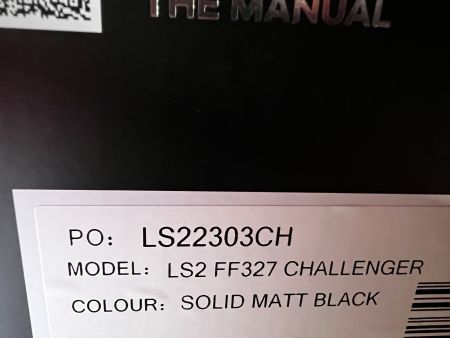 THE MANUAL
PO: LS22303CH
MODEL: LS2 FF327 CHALLENGER
COLOUR: SOLID MATT BLACK